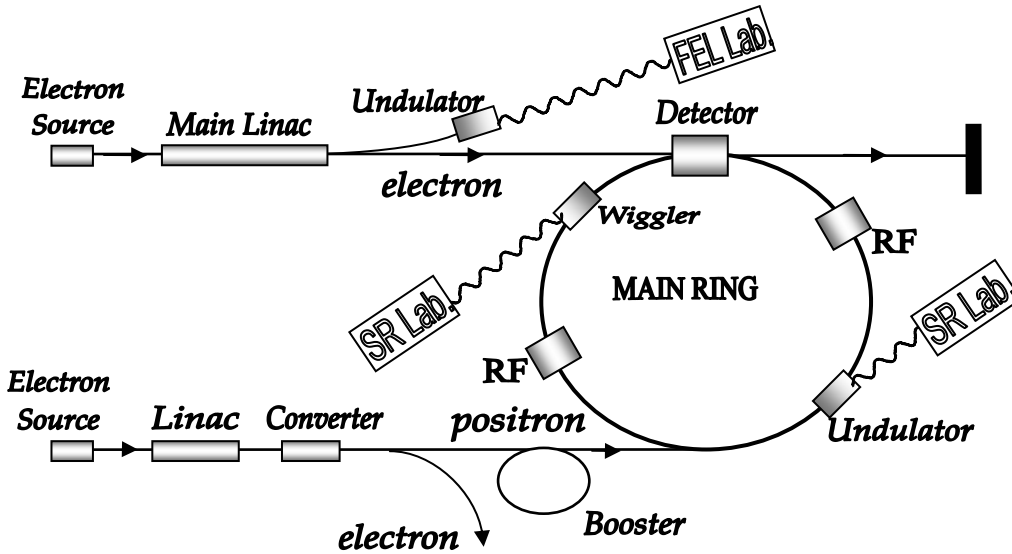 FEL Lab.
Electron
Source
Undulator
Main Linac
Detector
electron
Wiggler
RF
MAIN RING
SR Lab.
SR Lab.
RF
Electron
Source
Linac
Converter
positron
Undulator
Booster
electron